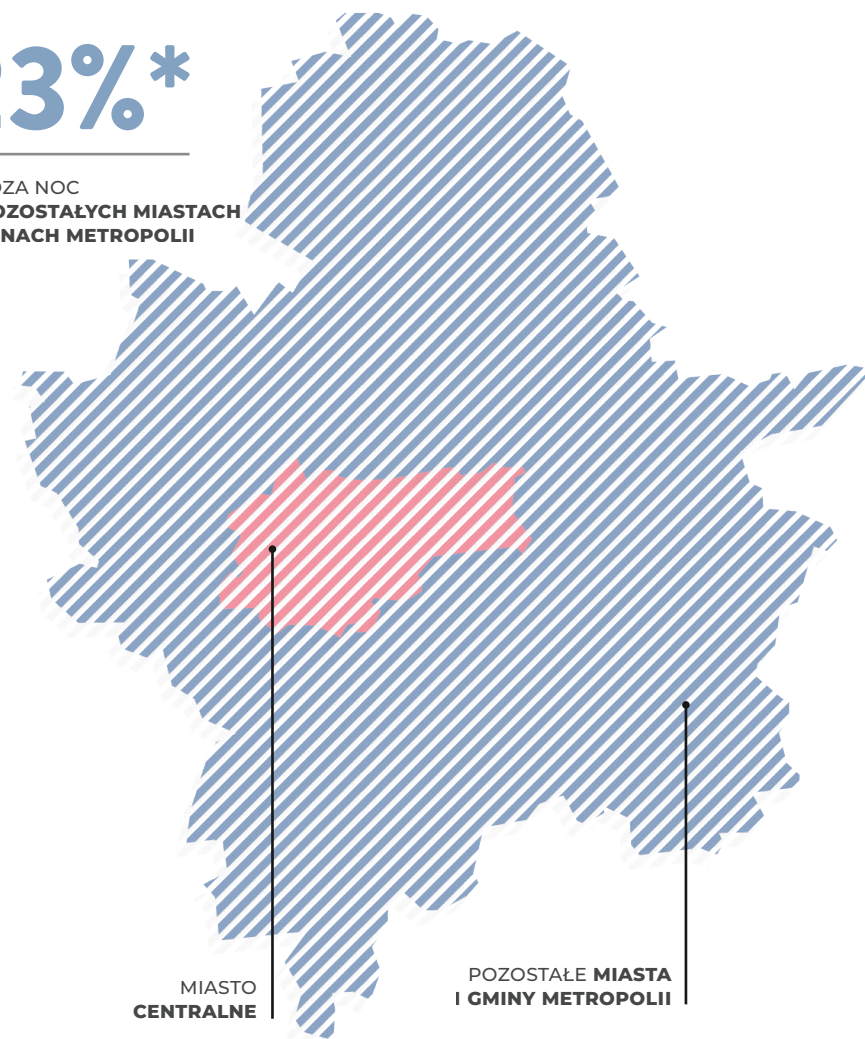 3%*
ZA NOC
OZOSTAŁYCH MIASTACH
NACH METROPOLII
MIASTO
CENTRALNE
POZOSTAŁE MIASTA
I GMINY METROPOLII